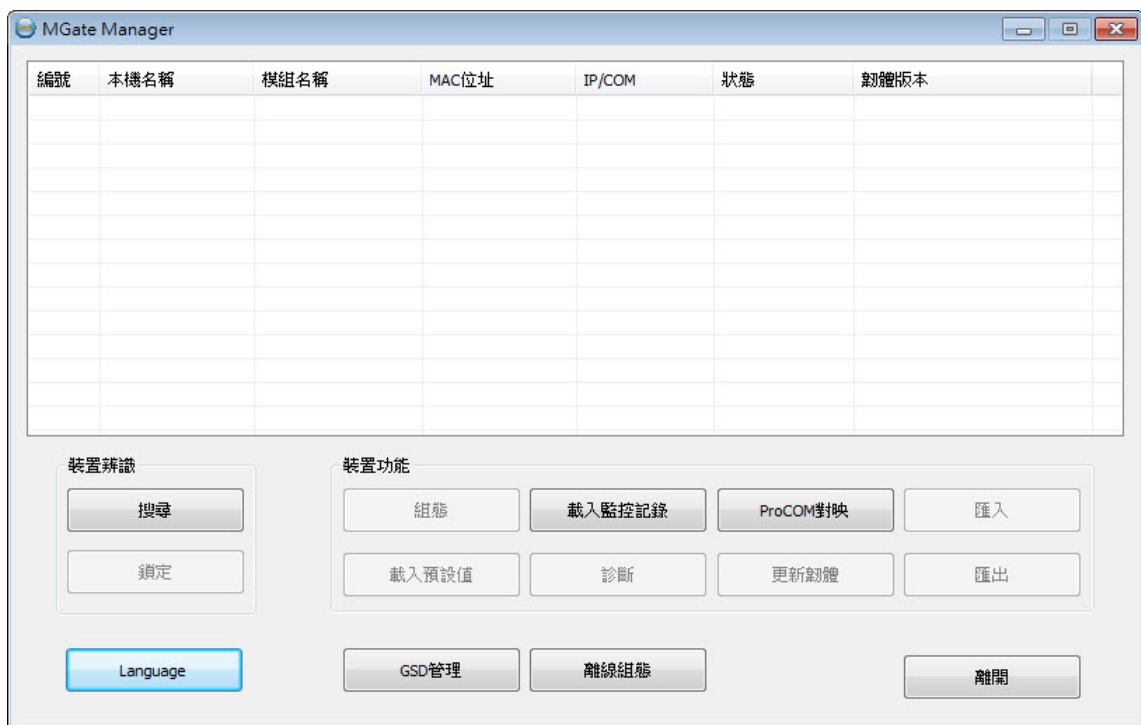 MGate Manager
編號 本機名稱 模組名稱 MAC位址 IP/COM 狀態 韌體版本
裝置辨識 裝置功能
搜尋 組態 載入監控記錄 ProCOM對映 匯入
鎖定 載入預設值 診斷 更新韌體 匯出
Language GSD管理 離線組態 離開